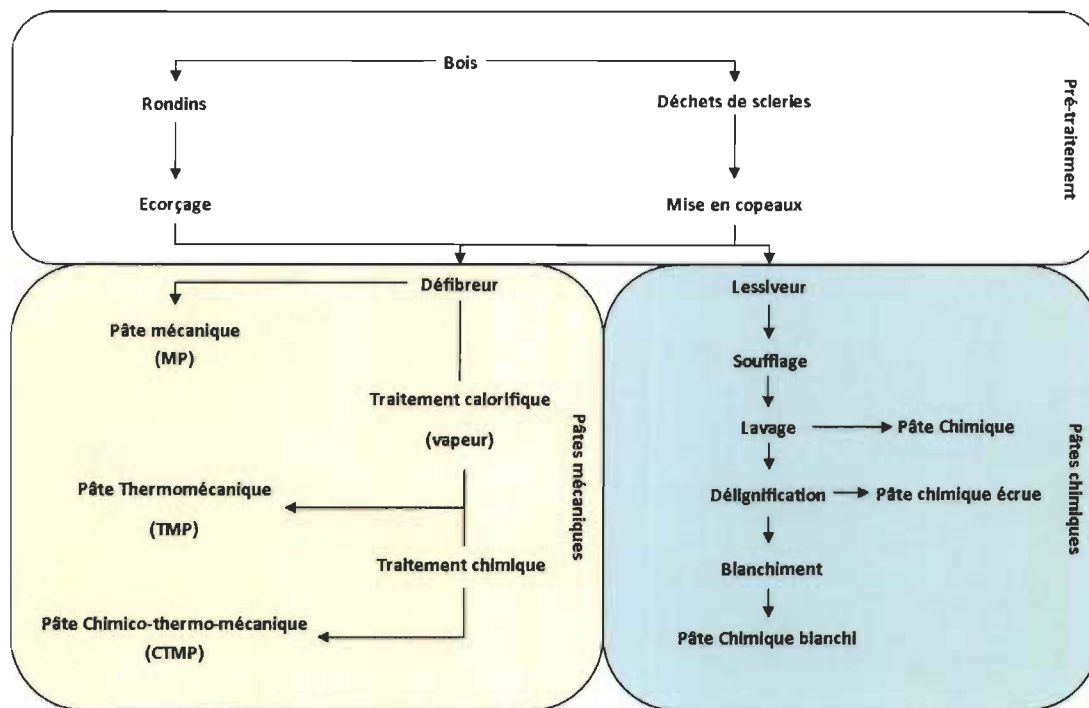 Bois
Rondins
Déchets de scleries
Ecorçage
Mise en copeaux
Pré-traitement
Défibreur
Pâte mécanique
(MP)
Traitement calorifique
(vapeur)
Pâte Thermomécanique
(TMP)
Traitement chimique
Pâte Chimico-thermo-mécanique
(CTMP)
Pâtes mécaniques
Lessiveur
Soufflage
Lavage
Pâte Chimique
Délignification
Pâte chimique écrue
Blanchiment
Pâte Chimique blanchi
Pâtes chimiques